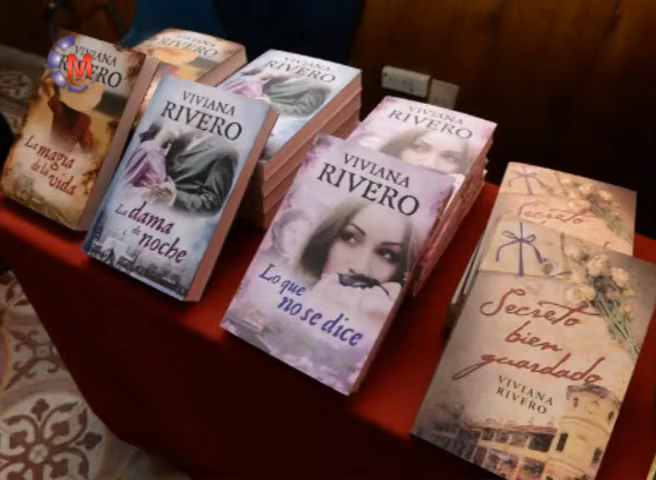 M
VIVIANA
RIVERO
La magia
de la
vida
VIVIANA
RIVERO
VIVIANA
RIVERO
La dama
de noche
VIVIANA
RIVERO
VIVIANA
RIVERO
VIVIANA
RIVERO
Lo que
no se dice
Secreto
Secreto
bien
guardado
VIVIANA
RIVERO